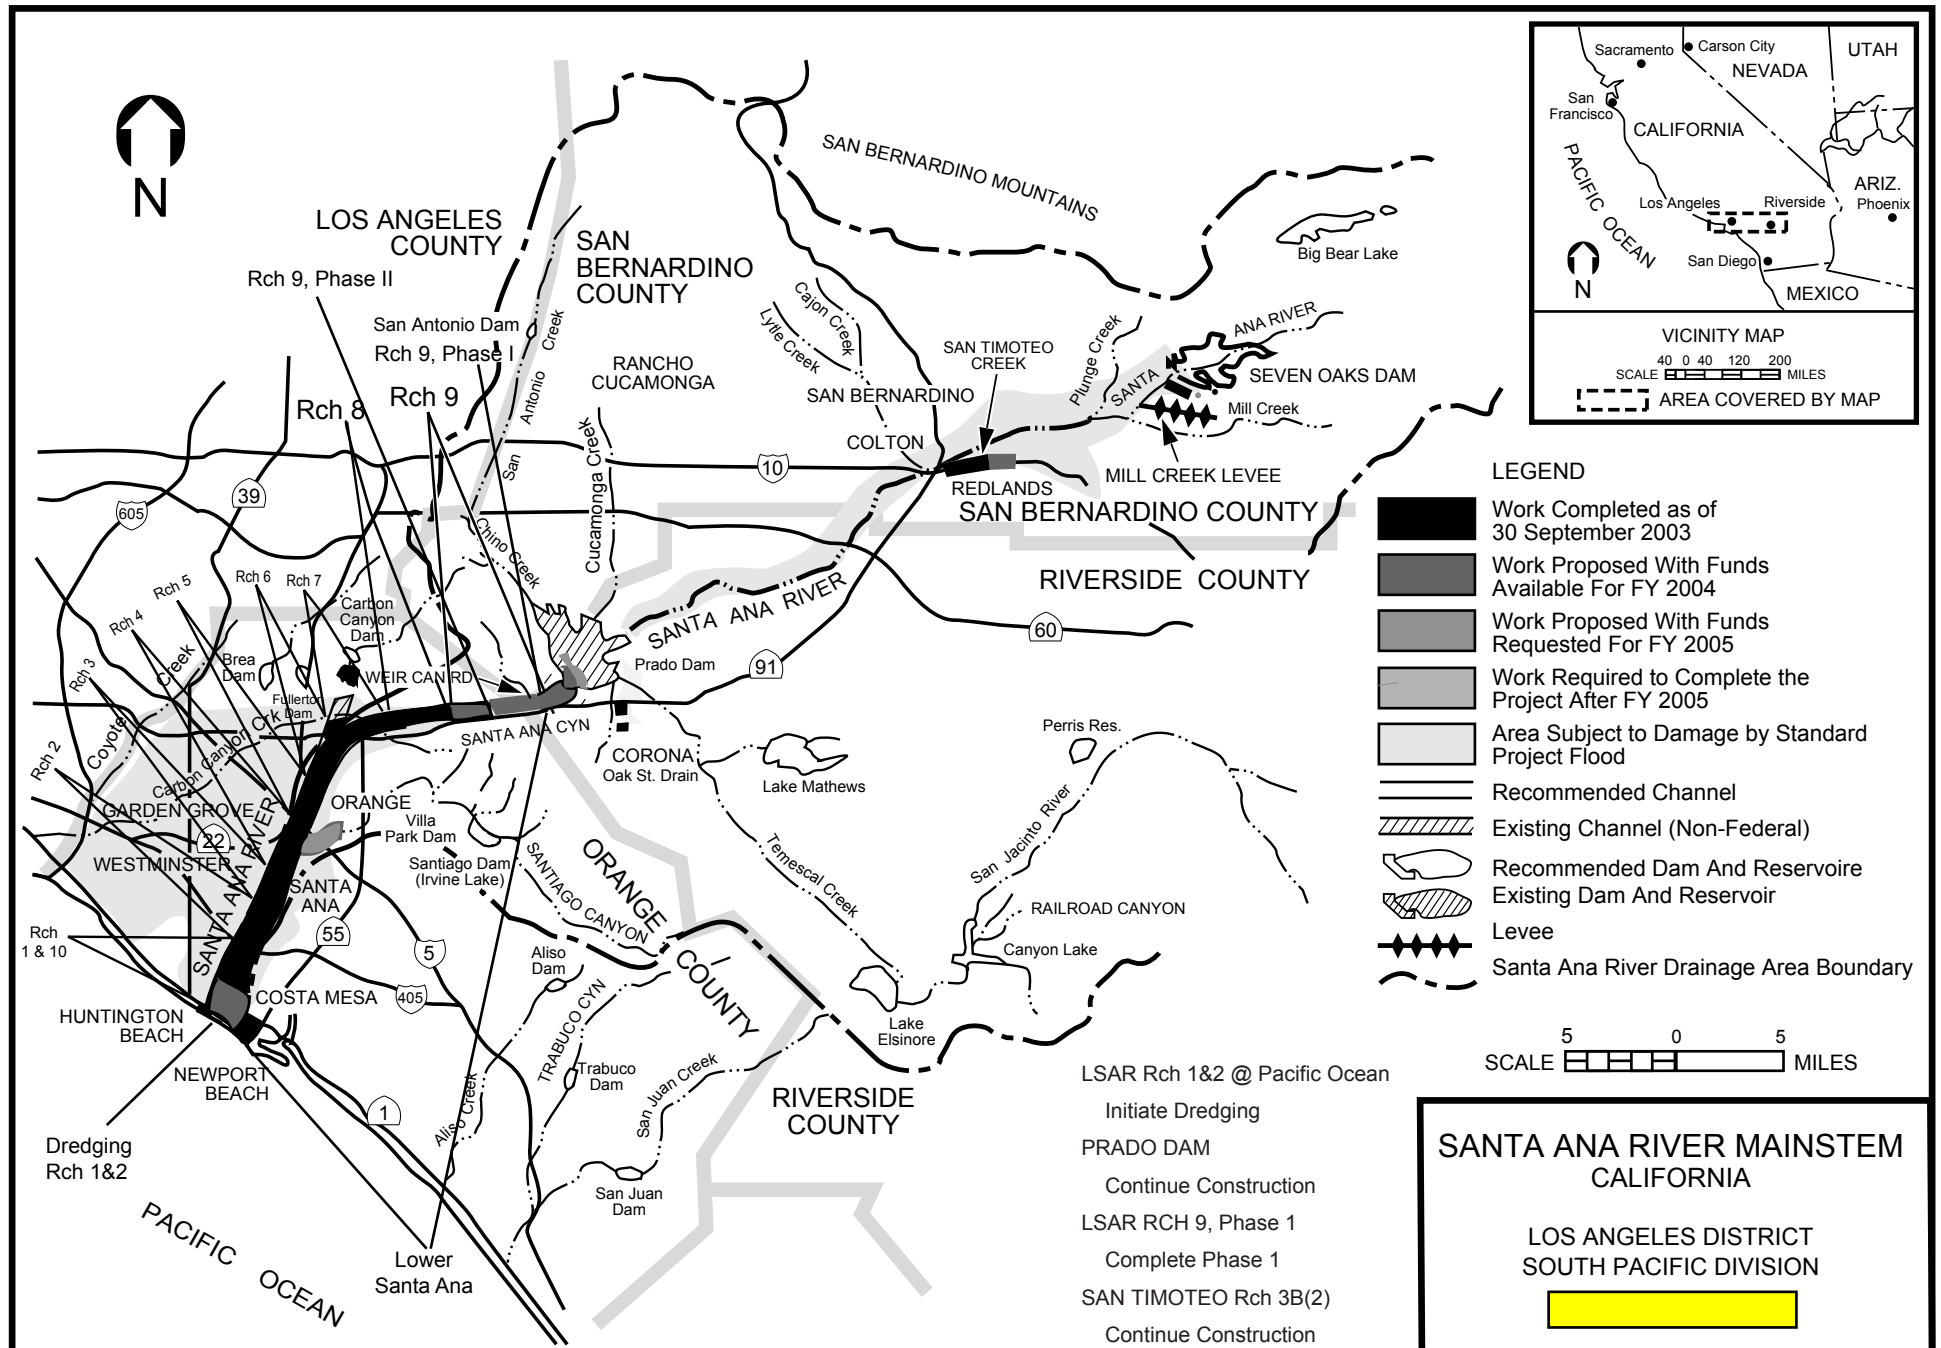 N
LOS ANGELES
COUNTY
SAN
BERNARDINO
COUNTY
SAN BERNARDINO MOUNTAINS
Big Bear Lake
Rch 9, Phase II
San Antonio Dam
Rch 9, Phase I
Rch 8
Rch 9
San Antonio Creek
RANCHO
CUCAMONGA
Cucamonga Creek
Cajon Creek
Lytle Creek
SAN BERNARDINO
COLTON
SAN TIMOTEO
CREEK
Plunge Creek
SANTA
ANA RIVER
SEVEN OAKS DAM
Mill Creek
MILL CREEK LEVEE
REDLANDS
SAN BERNARDINO COUNTY
RIVERSIDE COUNTY
10
39
605
60
91
Chino Creek
SANTA ANA RIVER
Prado Dam
Rch 7
Rch 6
Rch 5
Rch 4
Rch 3
Rch 2
Rch
1 & 10
Carbon
Canyon
Dam
Brea
Dam
Fullerton
Dam
WEIR CAN RD
Coyote Creek
Carbon Canyon Crk
SANTA ANA CYN
CORONA
Oak St. Drain
Lake Mathews
Perris Res.
GARDEN GROVE
22
WESTMINSTER
SANTA ANA RIVER
ORANGE
Villa
Park Dam
Santiago Dam
(Irvine Lake)
SANTIAGO CANYON
SANTA
ANA
55
5
405
COSTA MESA
HUNTINGTON
BEACH
NEWPORT
BEACH
1
Dredging
Rch 1&2
PACIFIC OCEAN
Lower
Santa Ana
ORANGE
COUNTY
Aliso
Dam
TRABUCO CYN
Trabuco
Dam
Aliso Creek
San Juan Creek
San Juan
Dam
Temescal Creek
San Jacinto River
RAILROAD CANYON
Canyon Lake
Lake
Elsinore
RIVERSIDE
COUNTY
LSAR Rch 1&2 @ Pacific Ocean
Initiate Dredging
PRADO DAM
Continue Construction
LSAR RCH 9, Phase 1
Complete Phase 1
SAN TIMOTEO Rch 3B(2)
Continue Construction
Sacramento
Carson City
UTAH
NEVADA
San
Francisco
CALIFORNIA
PACIFIC OCEAN
ARIZ.
Los Angeles
Riverside
Phoenix
San Diego
N
MEXICO
VICINITY MAP
40 0 40 120 200
SCALE MILES
AREA COVERED BY MAP
LEGEND
Work Completed as of
30 September 2003
Work Proposed With Funds
Available For FY 2004
Work Proposed With Funds
Requested For FY 2005
Work Required to Complete the
Project After FY 2005
Area Subject to Damage by Standard
Project Flood
Recommended Channel
Existing Channel (Non-Federal)
Recommended Dam And Reservoire
Existing Dam And Reservoir
Levee
Santa Ana River Drainage Area Boundary
5 0 5
SCALE MILES
SANTA ANA RIVER MAINSTEM
CALIFORNIA
LOS ANGELES DISTRICT
SOUTH PACIFIC DIVISION